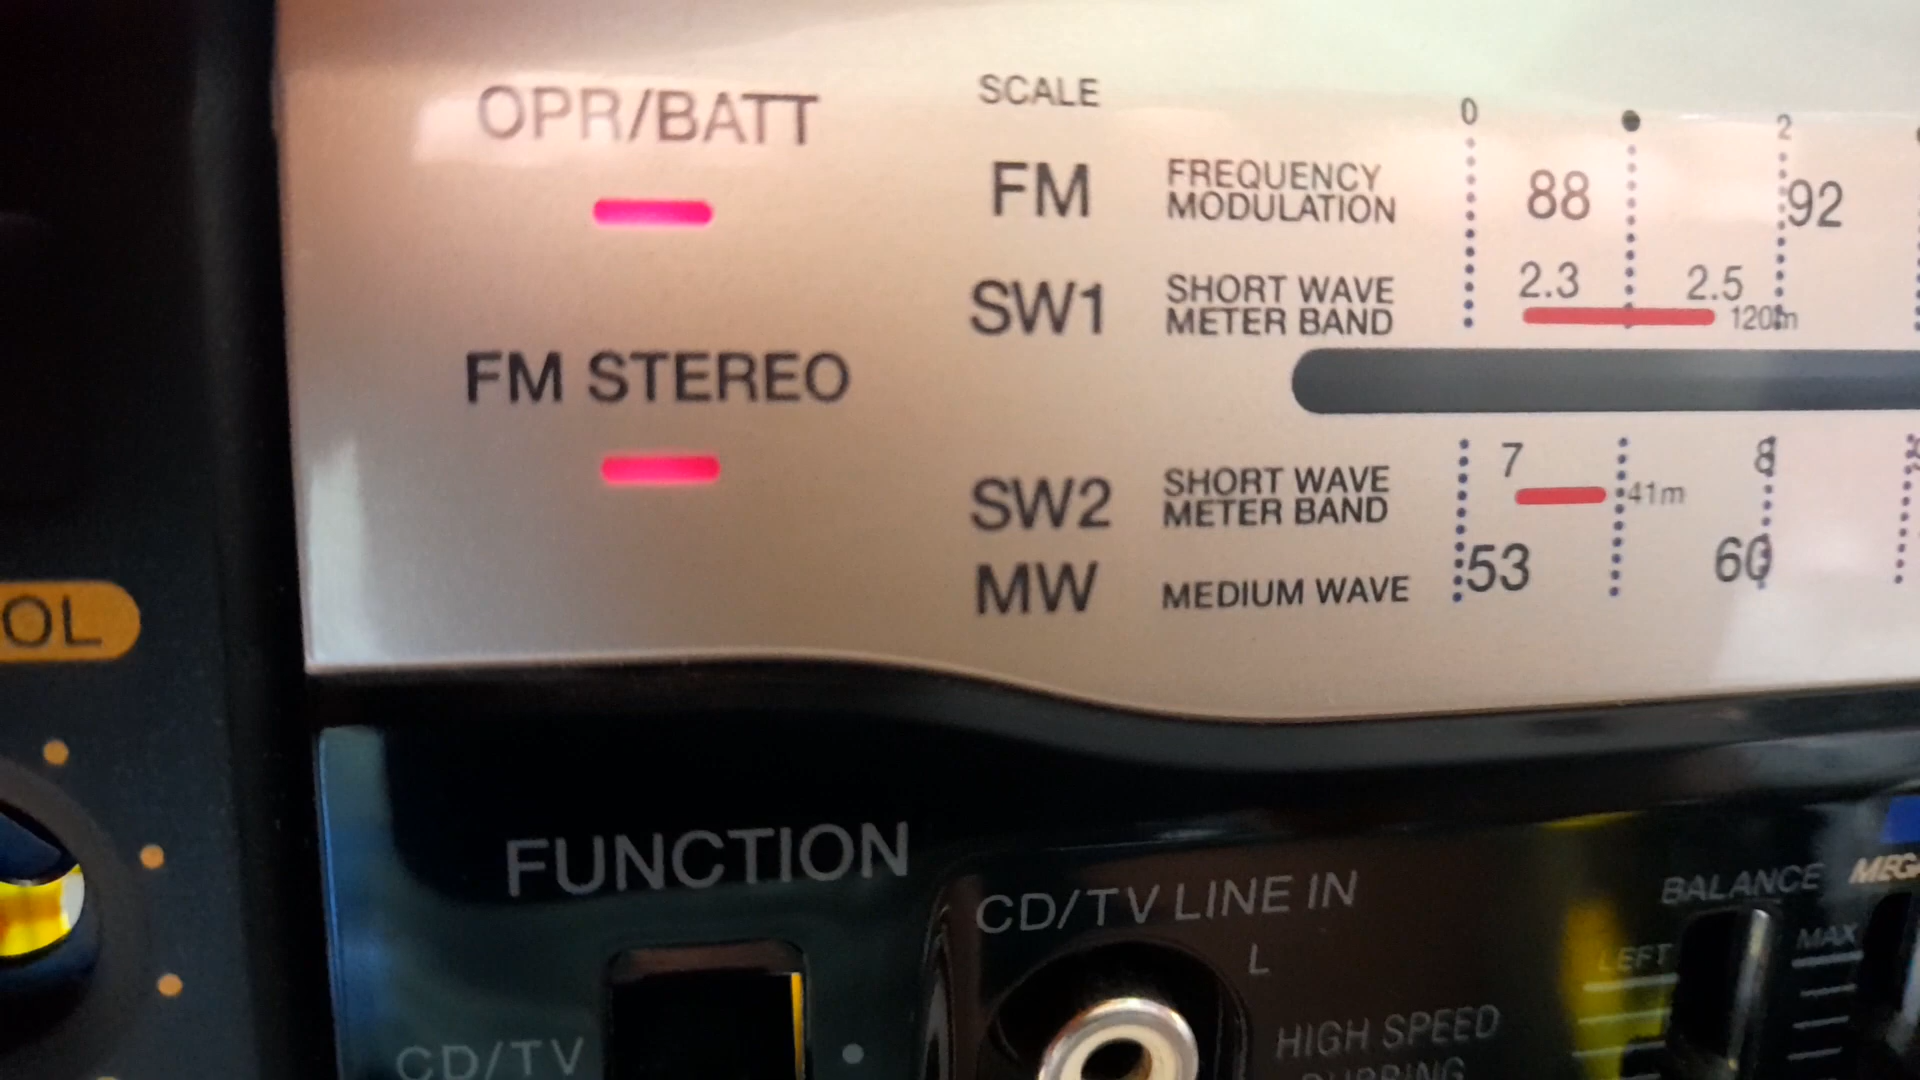 OPR/BATT
SCALE
0 2
FM FREQUENCY MODULATION 88 92
SW1 SHORT WAVE METER BAND 2.3 2.5 120m
FM STEREO
SW2 SHORT WAVE METER BAND 7 8 41m
MW MEDIUM WAVE 53 60
OL
FUNCTION
CD/TV LINE IN
L
BALANCE
LEFT
MAX
HIGH SPEED
DUBBING
CD/TV